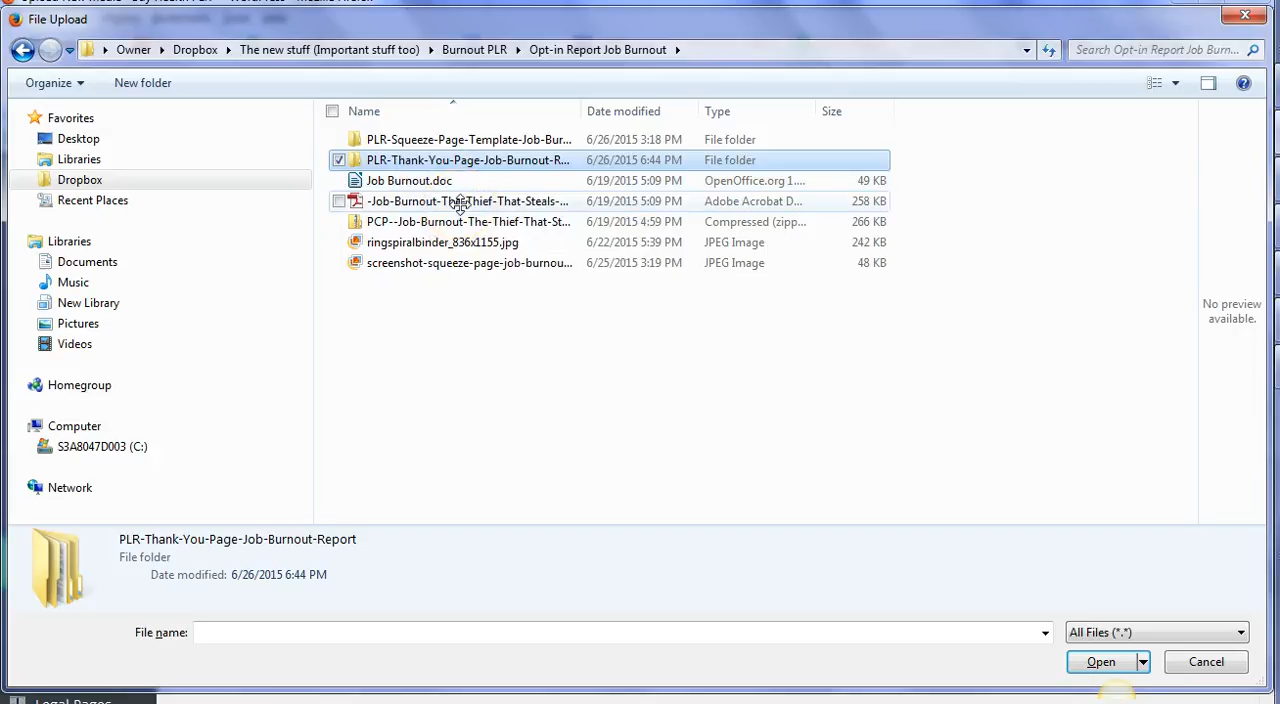 File Upload
Owner Dropbox The new stuff (Important stuff too) Burnout PLR Opt-in Report Job Burnout
Search Opt-in Report Job Burn...
Organize New folder
Favorites
Desktop
Libraries
Dropbox
Recent Places
Libraries
Documents
Music
New Library
Pictures
Videos
Homegroup
Computer
S3A8047D003 (C:)
Network
Name Date modified Type Size
PLR-Squeeze-Page-Template-Job-Bur... 6/26/2015 3:18 PM File folder
PLR-Thank-You-Page-Job-Burnout-R... 6/26/2015 6:44 PM File folder
Job Burnout.doc 6/19/2015 5:09 PM OpenOffice.org 1.... 49 KB
-Job-Burnout-The-Thief-That-Steals-... 6/19/2015 5:09 PM Adobe Acrobat D... 258 KB
PCP--Job-Burnout-The-Thief-That-St... 6/19/2015 4:59 PM Compressed (zipp... 266 KB
ringspiralbinder_836x1155.jpg 6/22/2015 5:39 PM JPEG Image 242 KB
screenshot-squeeze-page-job-burnou... 6/25/2015 3:19 PM JPEG Image 48 KB
No preview
available.
PLR-Thank-You-Page-Job-Burnout-Report
File folder
Date modified: 6/26/2015 6:44 PM
File name:
All Files (*.*)
Open Cancel
Legal Pages